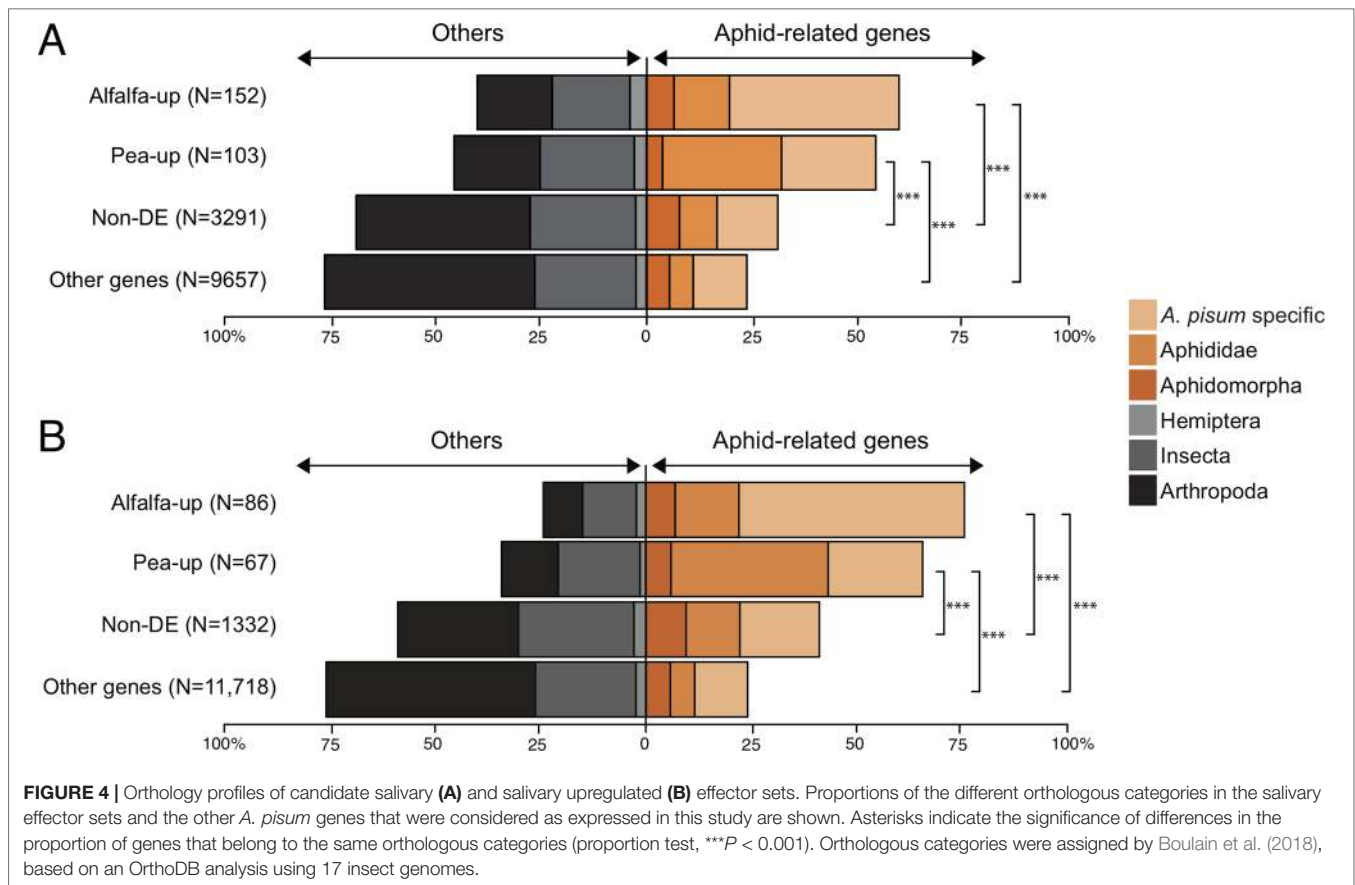 A
Others
Aphid-related genes
Alfalfa-up (N=152)
Pea-up (N=103)
Non-DE (N=3291)
Other genes (N=9657)
***
***
***
***
100% 75 50 25 0 25 50 75 100%
A. pisum specific
Aphididae
Aphidomorpha
Hemiptera
Insecta
Arthropoda
B
Others
Aphid-related genes
Alfalfa-up (N=86)
Pea-up (N=67)
Non-DE (N=1332)
Other genes (N=11,718)
***
***
***
***
100% 75 50 25 0 25 50 75 100%
FIGURE 4 | Orthology profiles of candidate salivary (A) and salivary upregulated (B) effector sets. Proportions of the different orthologous categories in the salivary
effector sets and the other A. pisum genes that were considered as expressed in this study are shown. Asterisks indicate the significance of differences in the
proportion of genes that belong to the same orthologous categories (proportion test, ***P < 0.001). Orthologous categories were assigned by Boulain et al. (2018),
based on an OrthoDB analysis using 17 insect genomes.